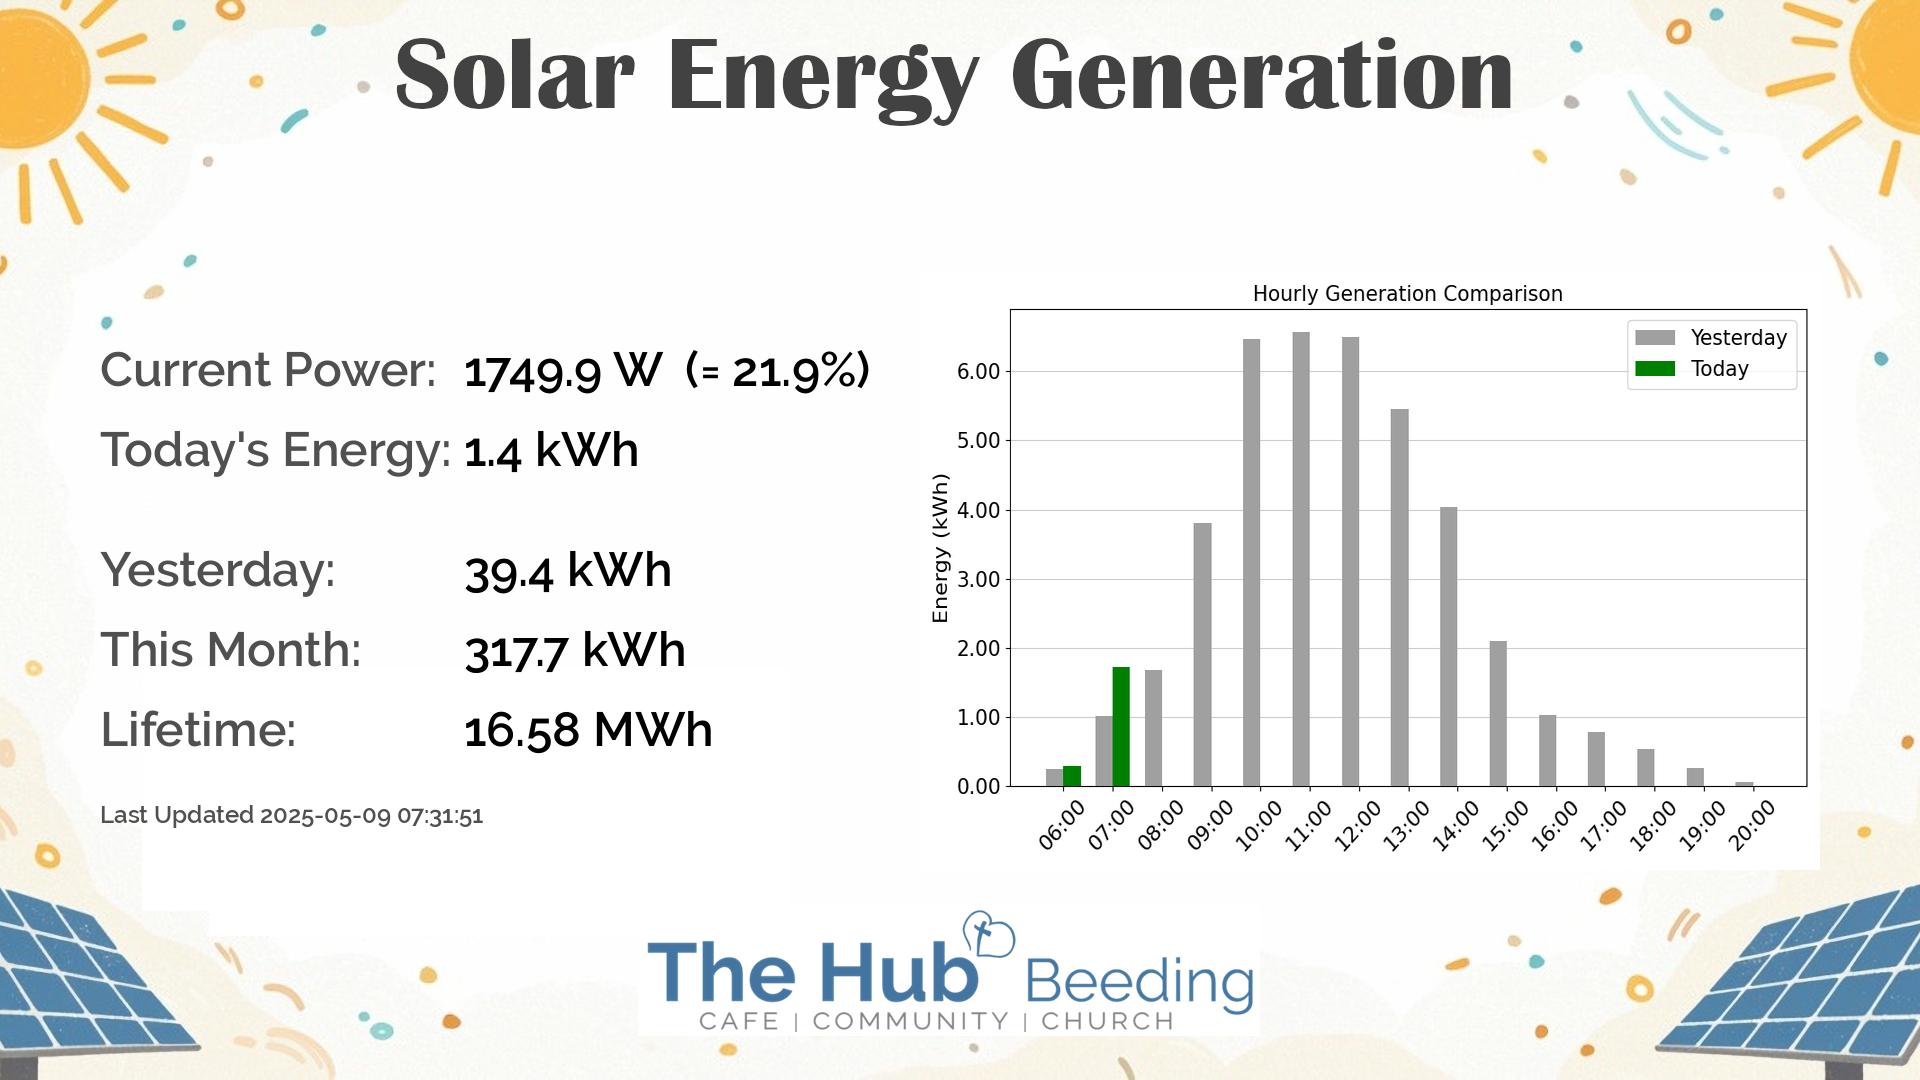 Solar Energy Generation
Current Power: 1749.9 W (= 21.9%)
Today's Energy: 1.4 kWh
Yesterday: 39.4 kWh
This Month: 317.7 kWh
Lifetime: 16.58 MWh
Last Updated 2025-05-09 07:31:51
Hourly Generation Comparison
Yesterday
Today
Energy (kWh)
6.00
5.00
4.00
3.00
2.00
1.00
0.00
06:00 07:00 08:00 09:00 10:00 11:00 12:00 13:00 14:00 15:00 16:00 17:00 18:00 19:00 20:00
The Hub Beeding
CAFE | COMMUNITY | CHURCH